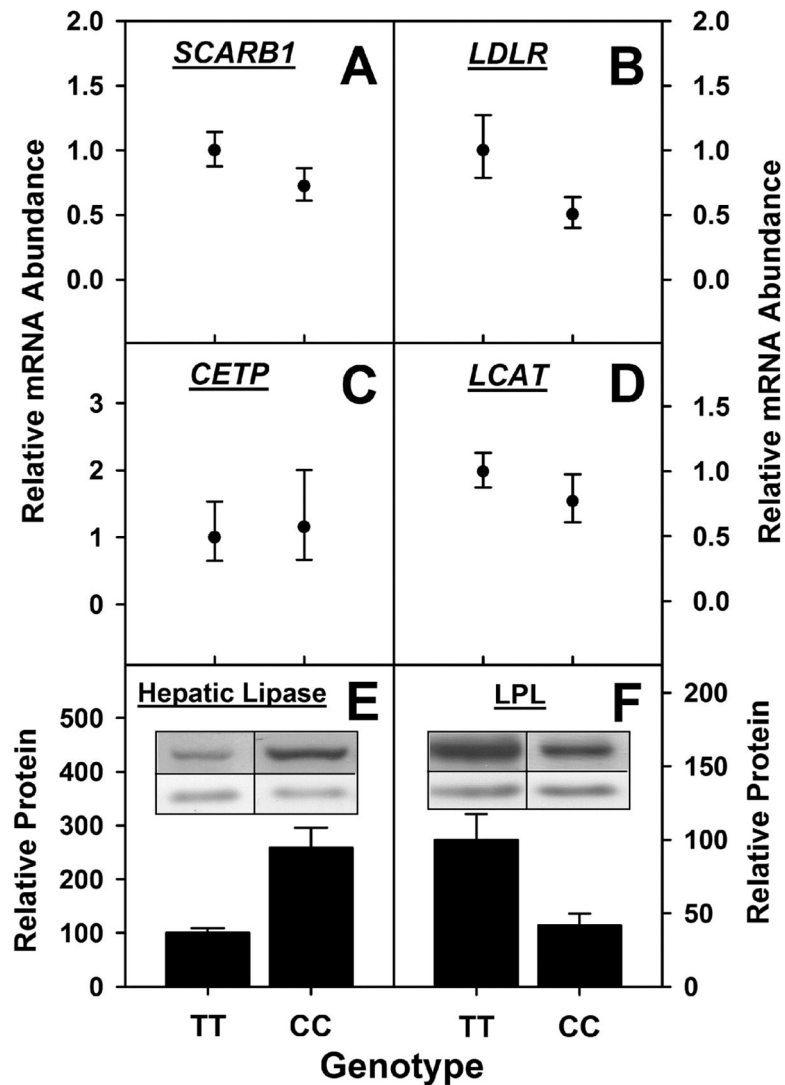 SCARB1
A
LDLR
B
2.0
1.5
1.0
0.5
0.0
2.0
1.5
1.0
0.5
0.0
Relative mRNA Abundance
Relative mRNA Abundance
CETP
C
LCAT
D
3
2
1
0
1.5
1.0
0.5
0.0
Hepatic Lipase
E
LPL
F
500
400
300
200
100
0
200
150
100
50
0
Relative Protein
Relative Protein
TT CC TT CC
Genotype